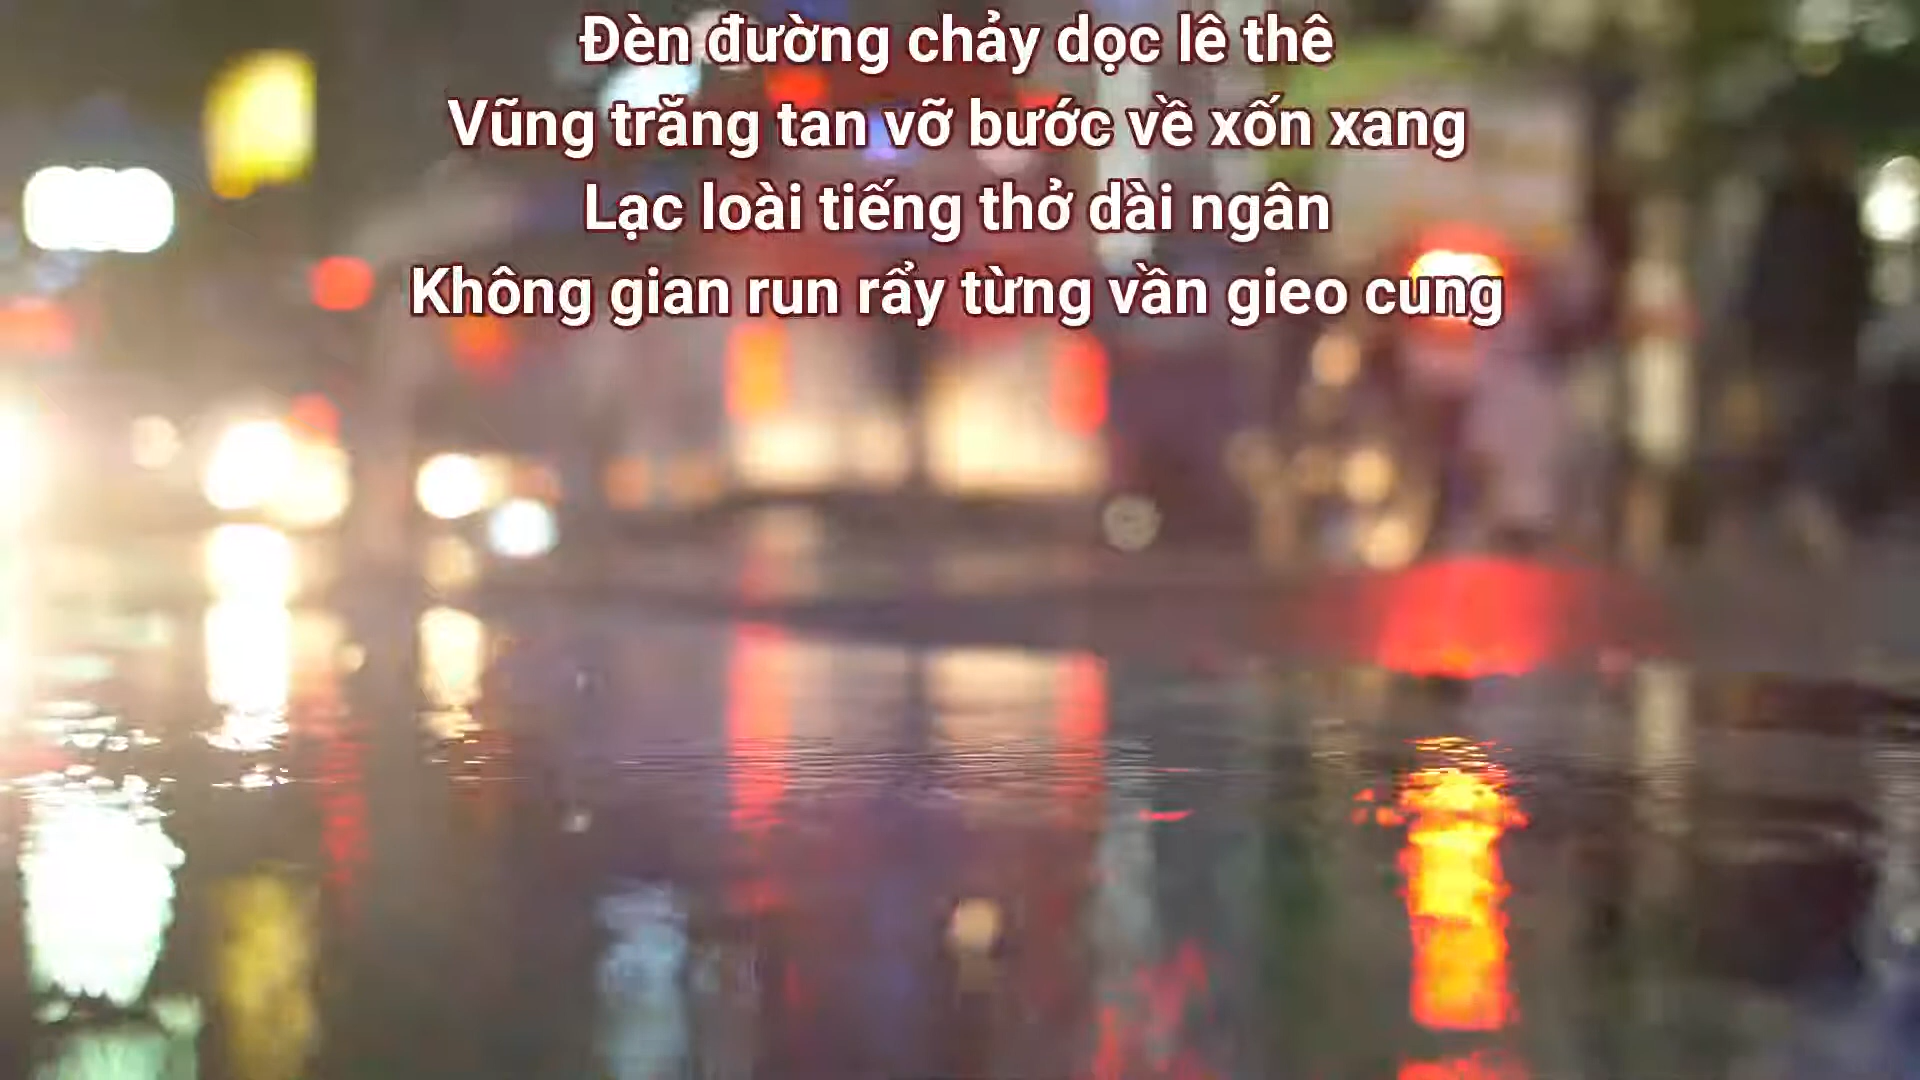 Đèn đường chảy dọc lê thê
Vũng trăng tan vỡ bước về xốn xang
Lạc loài tiếng thở dài ngân
Không gian run rẩy từng vần gieo cung